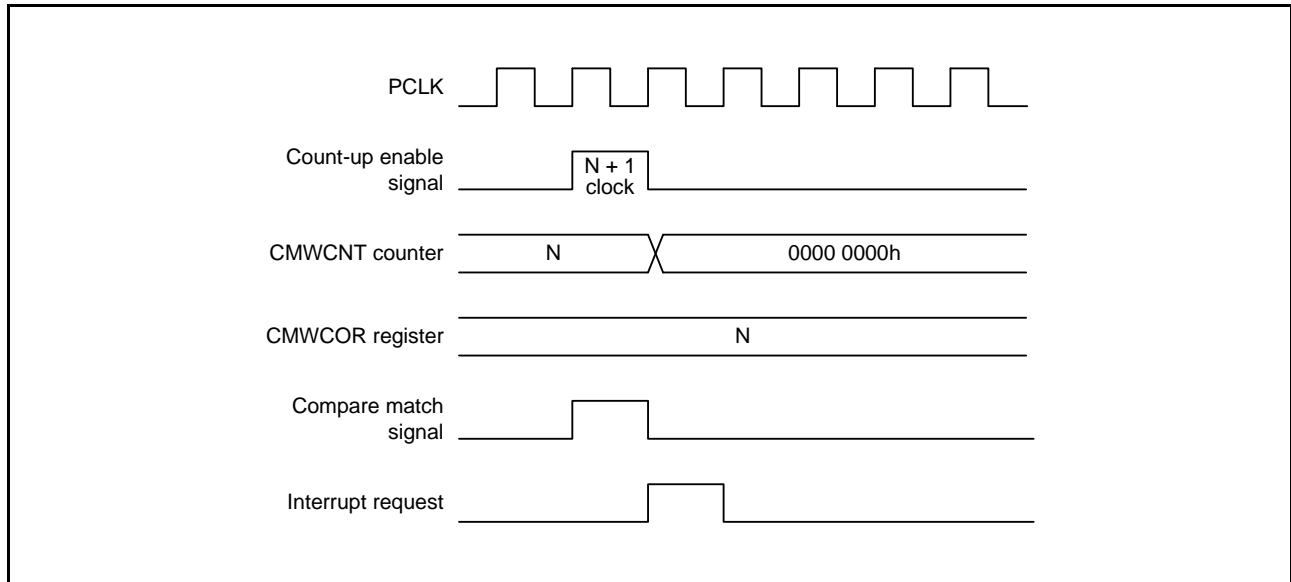 PCLK
Count-up enable
signal
N + 1
clock
CMWCNT counter
N
0000 0000h
CMWCOR register
N
Compare match
signal
Interrupt request